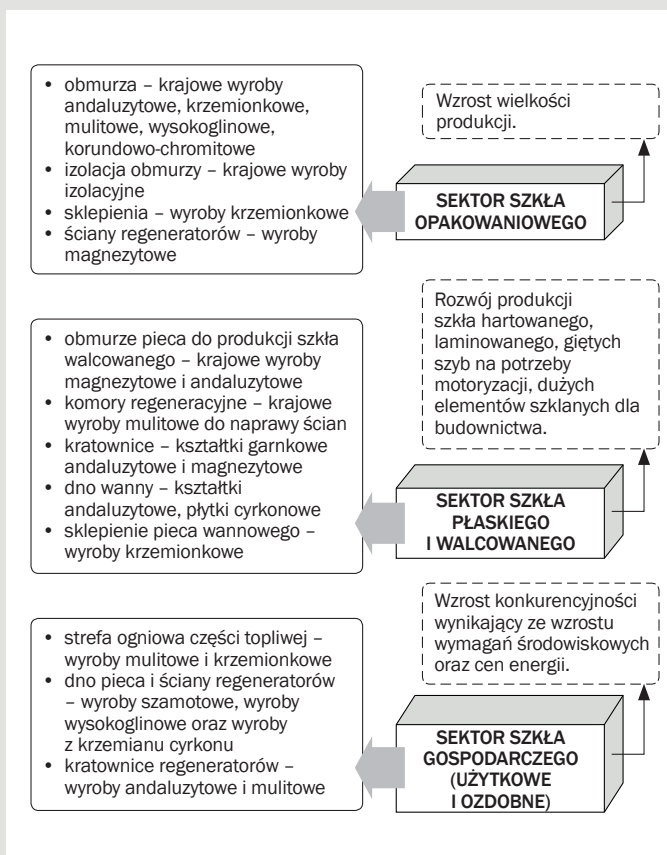 • obmurza – krajowe wyroby
andaluzytowe, krzemionkowe,
mulitowe, wysokoglinowe,
korundowo-chromitowe
• izolacja obmurzy – krajowe wyroby
izolacyjne
• sklepienia – wyroby krzemionkowe
• ściany regeneratorów – wyroby
magnezytowe
Wzrost wielkości
produkcji.
SEKTOR SZKŁA
OPAKOWANIOWEGO
• obmurze pieca do produkcji szkła
walcowanego – krajowe wyroby
magnezytowe i andaluzytowe
• komory regeneracyjne – krajowe
wyroby mulitowe do naprawy ścian
• kratownice – kształtki garnkowe
andaluzytowe i magnezytowe
• dno wanny – kształtki
andaluzytowe, płytki cyrkonowe
• sklepienie pieca wannowego –
wyroby krzemionkowe
Rozwój produkcji
szkła hartowanego,
laminowanego, giętych
szyb na potrzeby
motoryzacji, dużych
elementów szklanych dla
budownictwa.
SEKTOR SZKŁA
PŁASKIEGO
I WALCOWANEGO
• strefa ogniowa części topliwej –
wyroby mulitowe i krzemionkowe
• dno pieca i ściany regeneratorów
– wyroby szamotowe, wyroby
wysokoglinowe oraz wyroby
z krzemianu cyrkonu
• kratownice regeneratorów –
wyroby andaluzytowe i mulitowe
Wzrost konkurencyjności
wynikający ze wzrostu
wymagań środowiskowych
oraz cen energii.
SEKTOR SZKŁA
GOSPODARCZEGO
(UŻYTKOWE
I OZDOBNE)